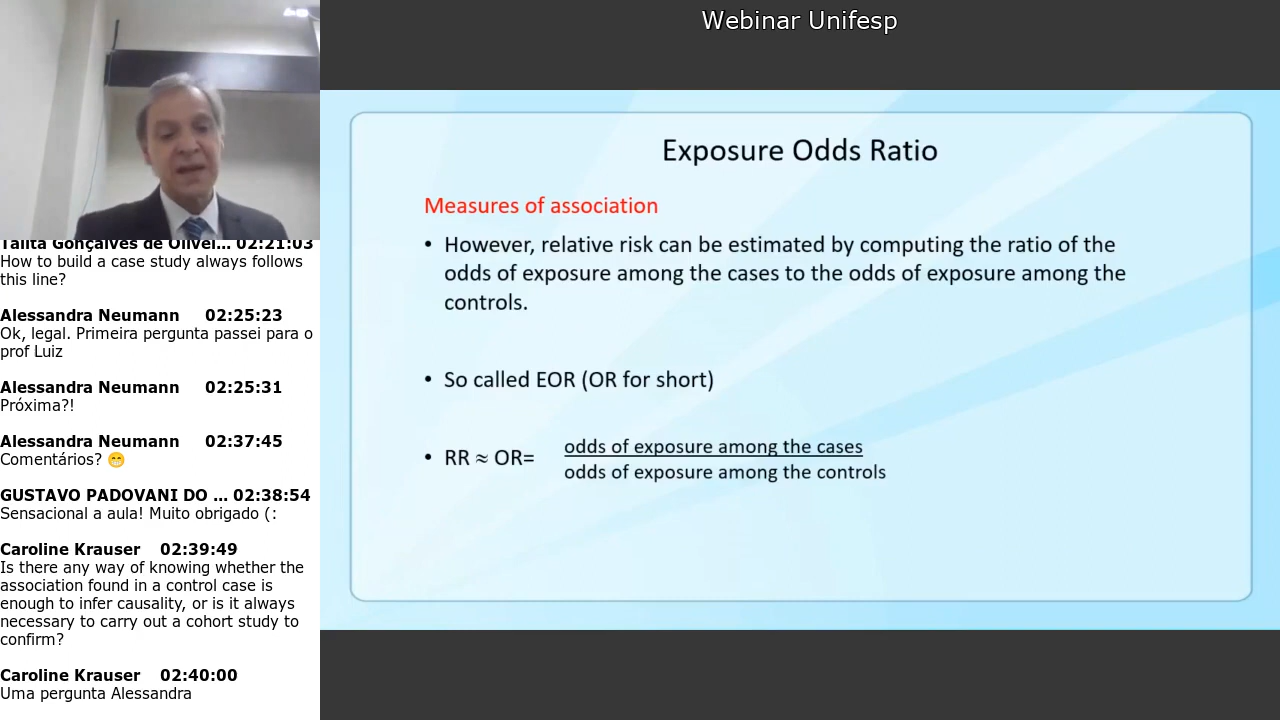 Webinar Unifesp
Talita Gonçalves de Olivei... 02:21:03
How to build a case study always follows
this line?
Alessandra Neumann 02:25:23
Ok, legal. Primeira pergunta passei para o
prof Luiz
Alessandra Neumann 02:25:31
Próxima?!
Alessandra Neumann 02:37:45
Comentários? 😁
GUSTAVO PADOVANI DO ... 02:38:54
Sensacional a aula! Muito obrigado (:
Caroline Krauser 02:39:49
Is there any way of knowing whether the
association found in a control case is
enough to infer causality, or is it always
necessary to carry out a cohort study to
confirm?
Caroline Krauser 02:40:00
Uma pergunta Alessandra
Exposure Odds Ratio
Measures of association
• However, relative risk can be estimated by computing the ratio of the
odds of exposure among the cases to the odds of exposure among the
controls.
• So called EOR (OR for short)
• RR ≈ OR=
odds of exposure among the cases
odds of exposure among the controls